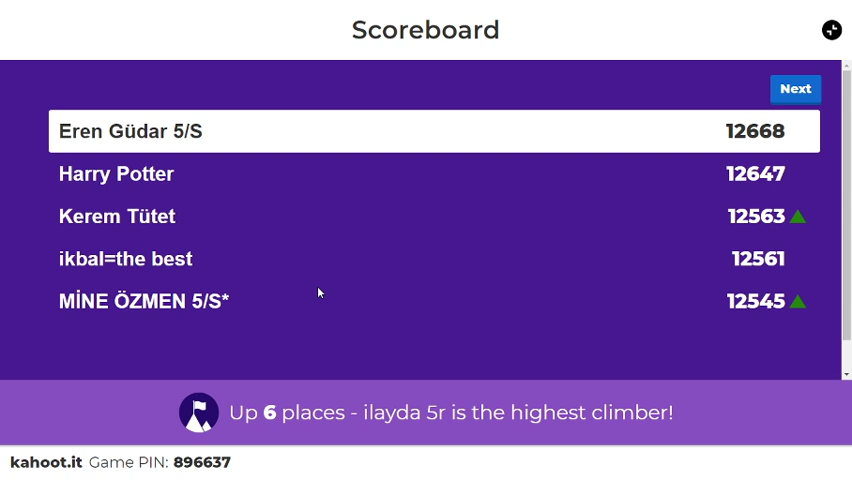 Scoreboard
Next
Eren Güdar 5/S 12668
Harry Potter 12647
Kerem Tütet 12563
ikbal=the best 12561
MİNE ÖZMEN 5/S* 12545
Up 6 places - ilayda 5r is the highest climber!
kahoot.it Game PIN: 896637